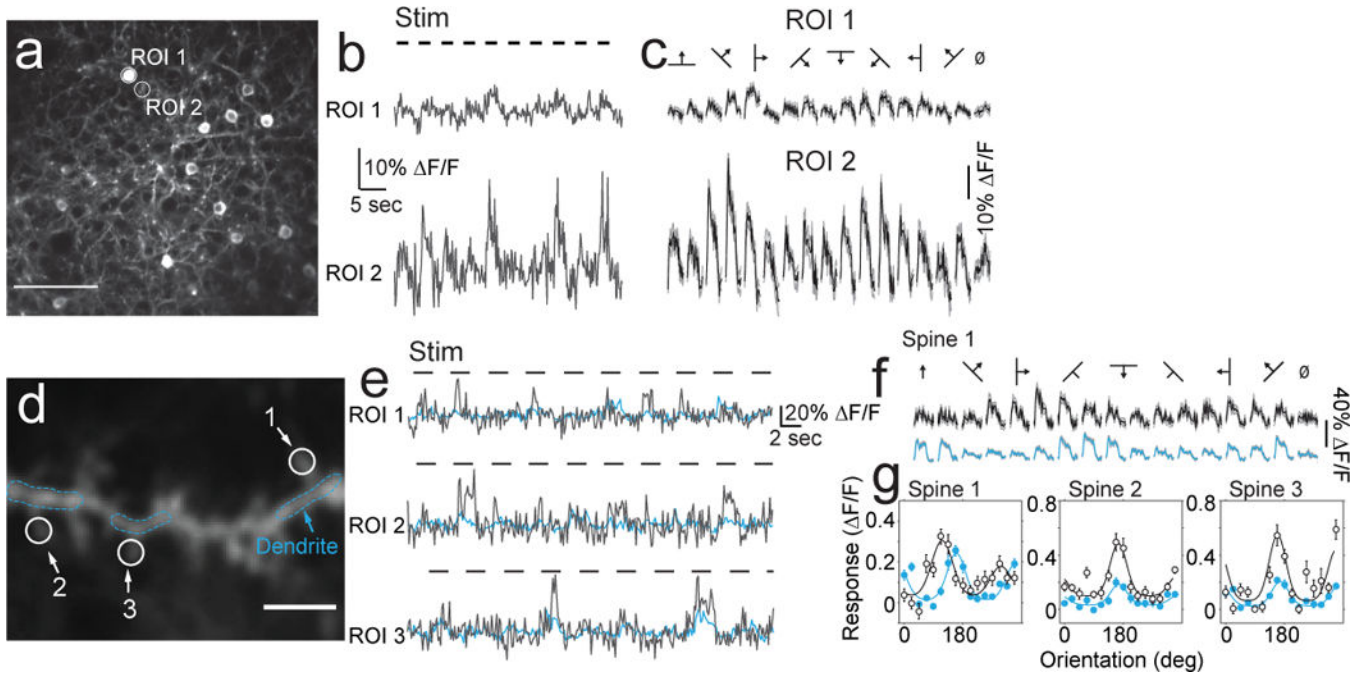 a
ROI 1
ROI 2
b
Stim
ROI 1
10% ΔF/F
5 sec
ROI 2
c
ROI 1
ø
ROI 2
10% ΔF/F
d
1
2
3
Dendrite
e
Stim
ROI 1
20% ΔF/F
2 sec
ROI 2
ROI 3
f
Spine 1
ø
40% ΔF/F
g
Spine 1
Spine 2
Spine 3
Response (ΔF/F)
0.4
0.2
0
0.8
0.4
0
0.8
0.4
0
0 180
0 180
0 180
Orientation (deg)